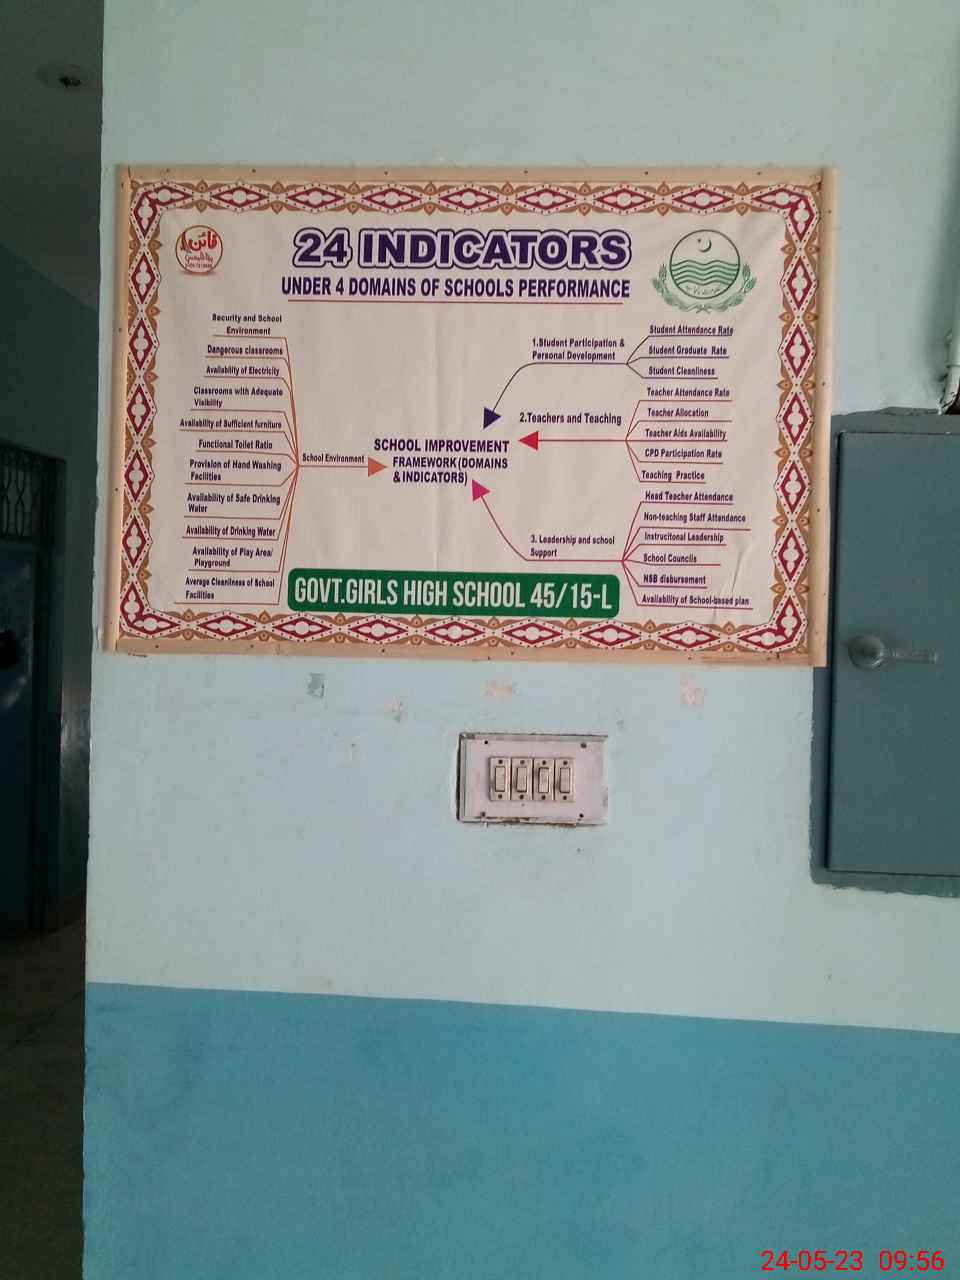 قائن
24 INDICATORS
UNDER 4 DOMAINS OF SCHOOLS PERFORMANCE
Security and School
Environment
Dangerous classrooms
Availability of Electricity
Classrooms with Adequate
Visibility
Availability of Sufficient furniture
Functional Toilet Ratio
Provision of Hand Washing
Facilities
Availability of Safe Drinking
Water
Availability of Drinking Water
Availability of Play Area/
Playground
Average Cleanilness of School
Facilities
School Environment
SCHOOL IMPROVEMENT
FRAMEWORK (DOMAINS
& INDICATORS)
1.Student Participation &
Personal Development
Student Attendance Rate
Student Graduate Rate
Student Cleanliness
2.Teachers and Teaching
Teacher Attendance Rate
Teacher Allocation
Teacher Aids Availability
CPD Participation Rate
Teaching Practice
3. Leadership and school
Support
Head Teacher Attendance
Non-teaching Staff Attendance
Instrucitonal Leadership
School Councils
NSB disbursement
Availability of School-based plan
GOVT.GIRLS HIGH SCHOOL 45/15-L
24-05-23 09:56